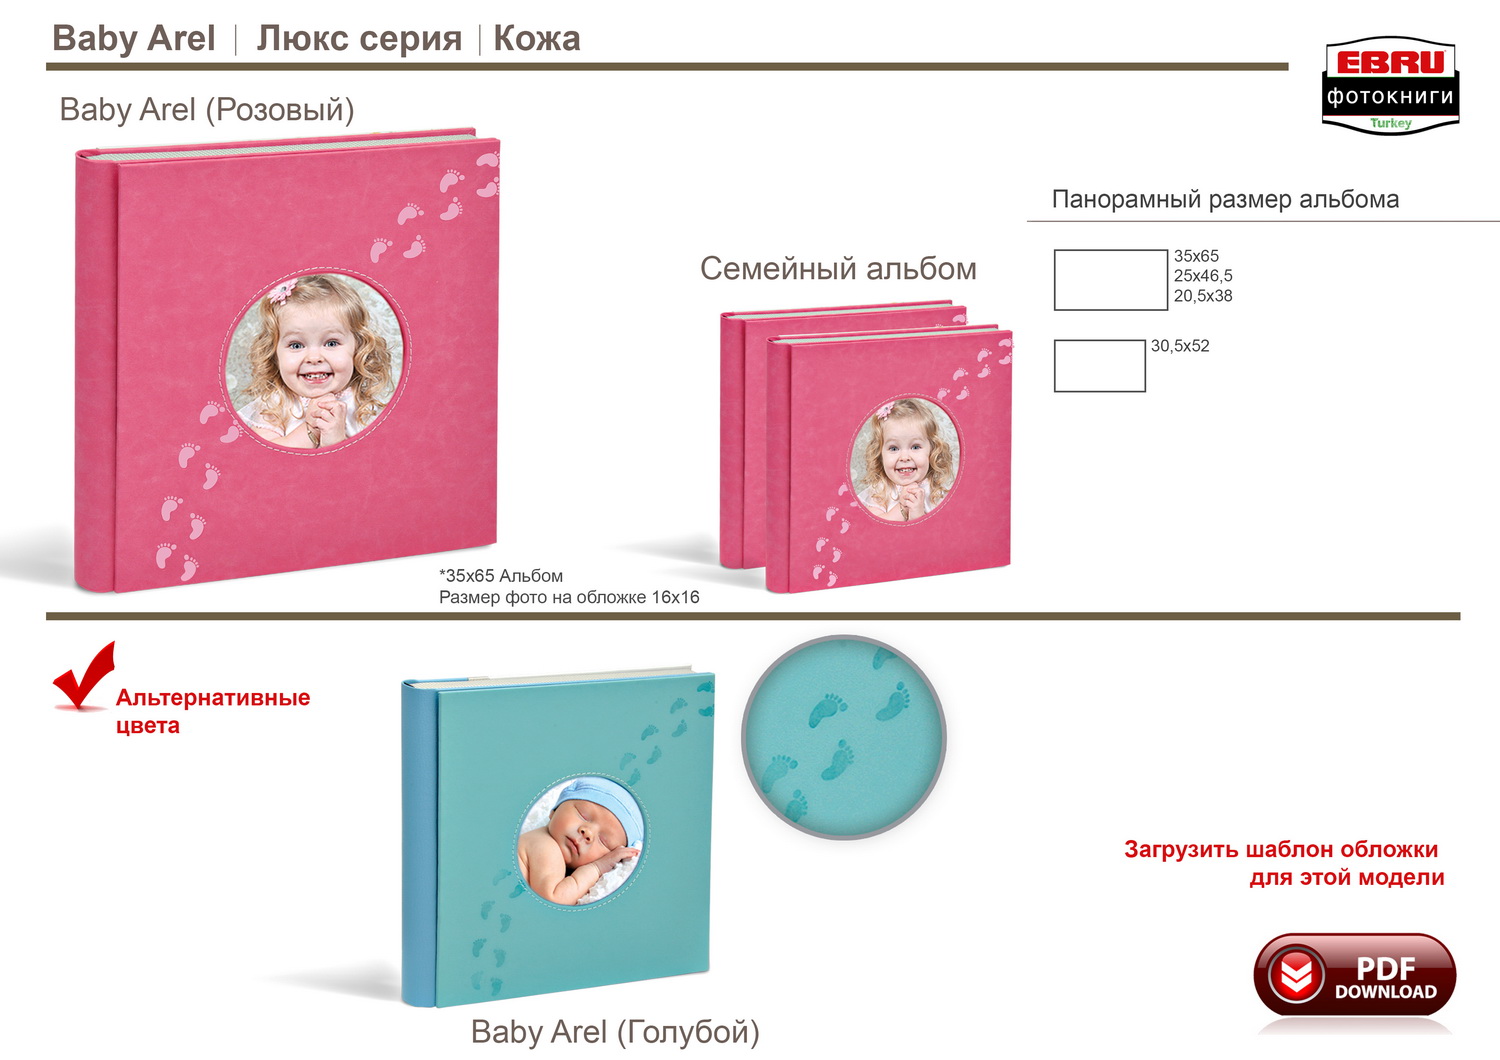 Baby Arel | Люкс серия | Кожа
EBRU
фотокниги
Turkey
Baby Arel (Розовый)
Панорамный размер альбома
35x65
25x46,5
20,5x38
30,5x52
Семейный альбом
*35x65 Альбом
Размер фото на обложке 16x16
Альтернативные
цвета
Baby Arel (Голубой)
Загрузить шаблон обложки
для этой модели
PDF
DOWNLOAD